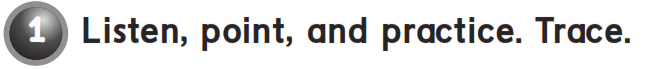 1 Listen, point, and practice. Trace.